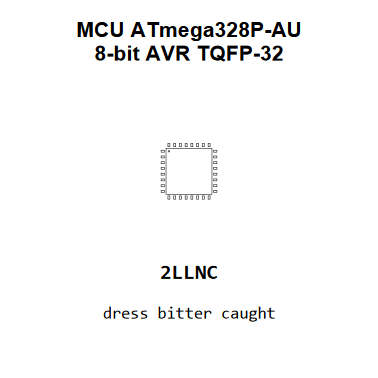 MCU ATmega328P-AU
8-bit AVR TQFP-32
2LLNC
dress bitter caught